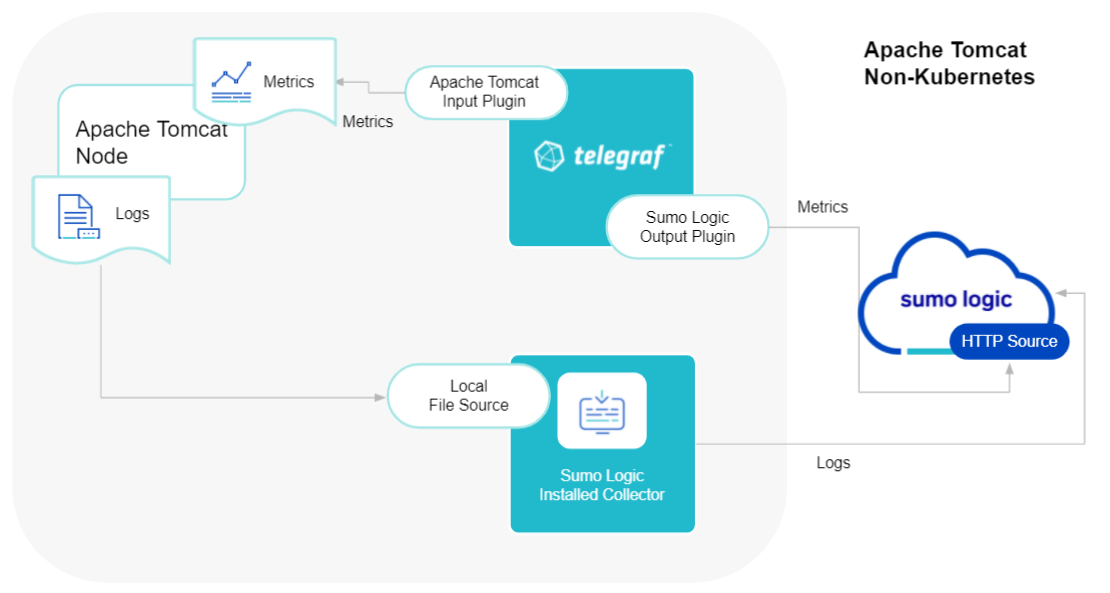 Apache Tomcat
Non-Kubernetes
Metrics
Apache Tomcat
Input Plugin
Metrics
Apache Tomcat
Node
telegraf
Logs
Sumo Logic
Output Plugin
Metrics
sumo logic
HTTP Source
Local
File Source
Logs
Sumo Logic
Installed Collector